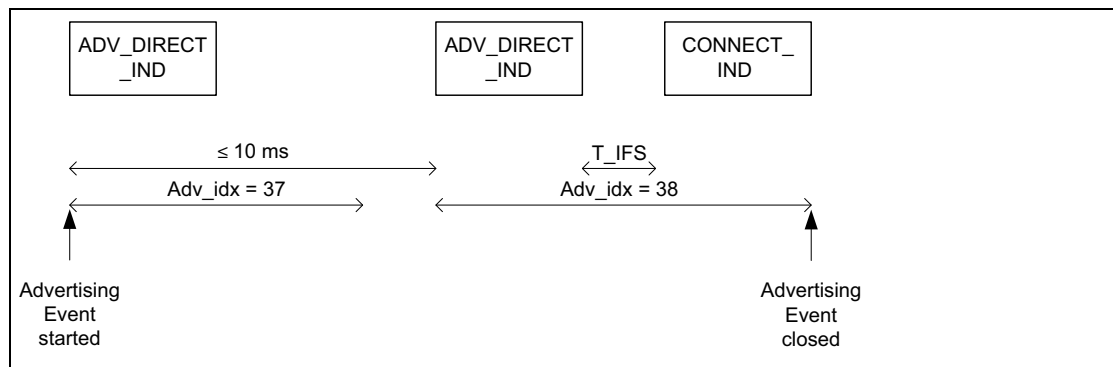 ADV_DIRECT
_IND
ADV_DIRECT
_IND
CONNECT_
IND
≤ 10 ms
T_IFS
Adv_idx = 37
Adv_idx = 38
Advertising
Event
started
Advertising
Event
closed